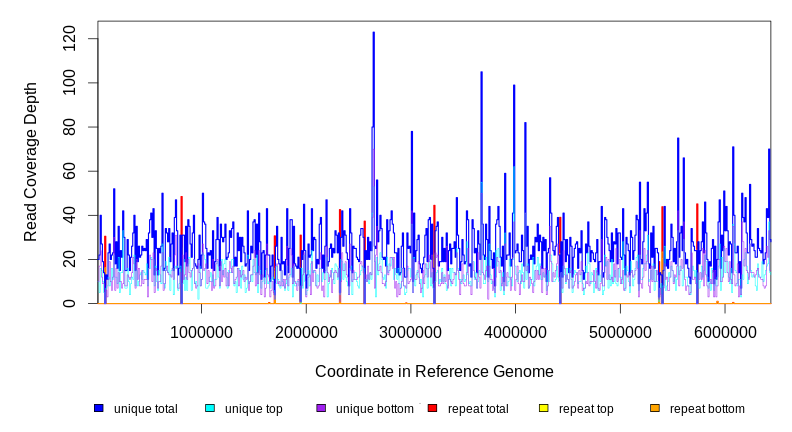 Read Coverage Depth
120
100
80
60
40
20
0
1000000 2000000 3000000 4000000 5000000 6000000
Coordinate in Reference Genome
unique total unique top unique bottom repeat total repeat top repeat bottom